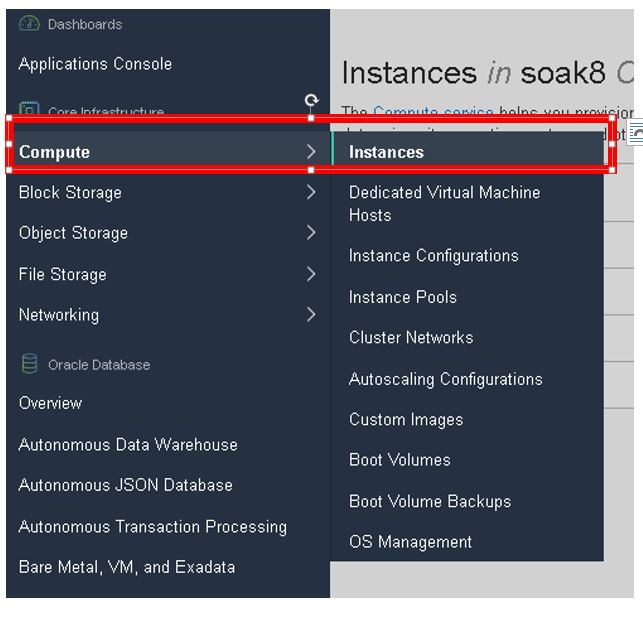 Dashboards
Applications Console
Core Infrastructure
Compute
Block Storage
Object Storage
File Storage
Networking
Oracle Database
Overview
Autonomous Data Warehouse
Autonomous JSON Database
Autonomous Transaction Processing
Bare Metal, VM, and Exadata
Instances in soak8 C
The Compute service helps you provision
Instances
Dedicated Virtual Machine
Hosts
Instance Configurations
Instance Pools
Cluster Networks
Autoscaling Configurations
Custom Images
Boot Volumes
Boot Volume Backups
OS Management